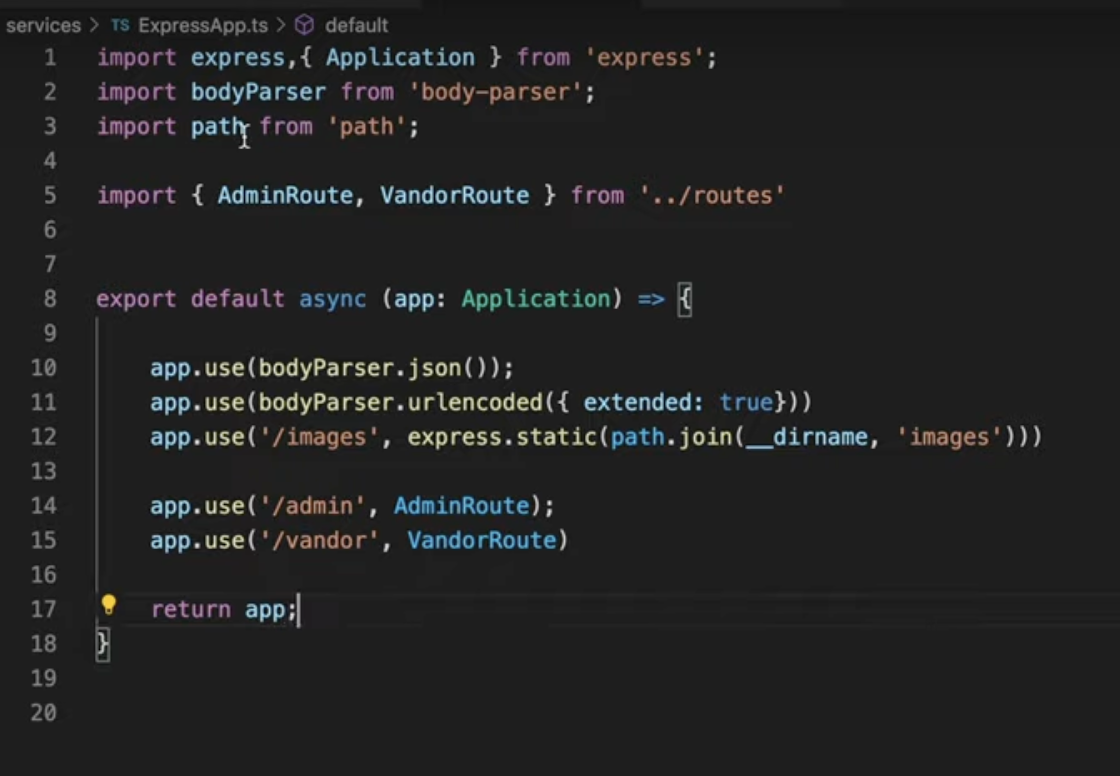 services > TS ExpressApp.ts > default
1 import express,{ Application } from 'express';
2 import bodyParser from 'body-parser';
3 import path from 'path';
4
5 import { AdminRoute, VandorRoute } from '../routes'
6
7
8 export default async (app: Application) => {
9
10 app.use(bodyParser.json());
11 app.use(bodyParser.urlencoded({ extended: true}))
12 app.use('/images', express.static(path.join(__dirname, 'images')))
13
14 app.use('/admin', AdminRoute);
15 app.use('/vandor', VandorRoute)
16
17 return app;
18 }
19
20